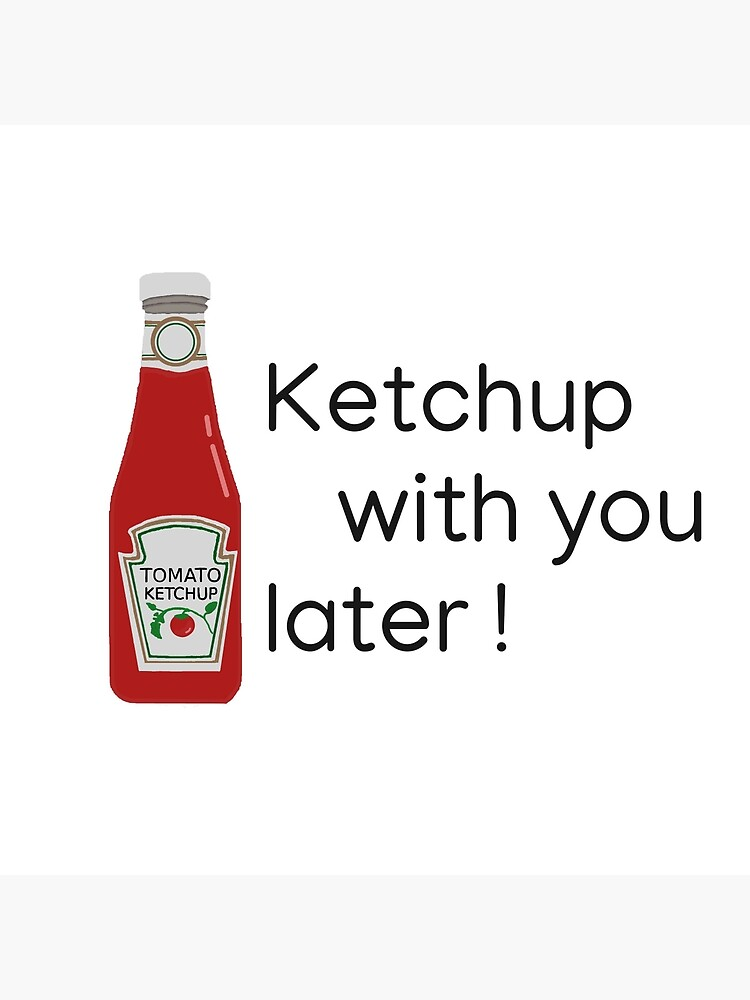 Ketchup
with you
later !
TOMATO
KETCHUP